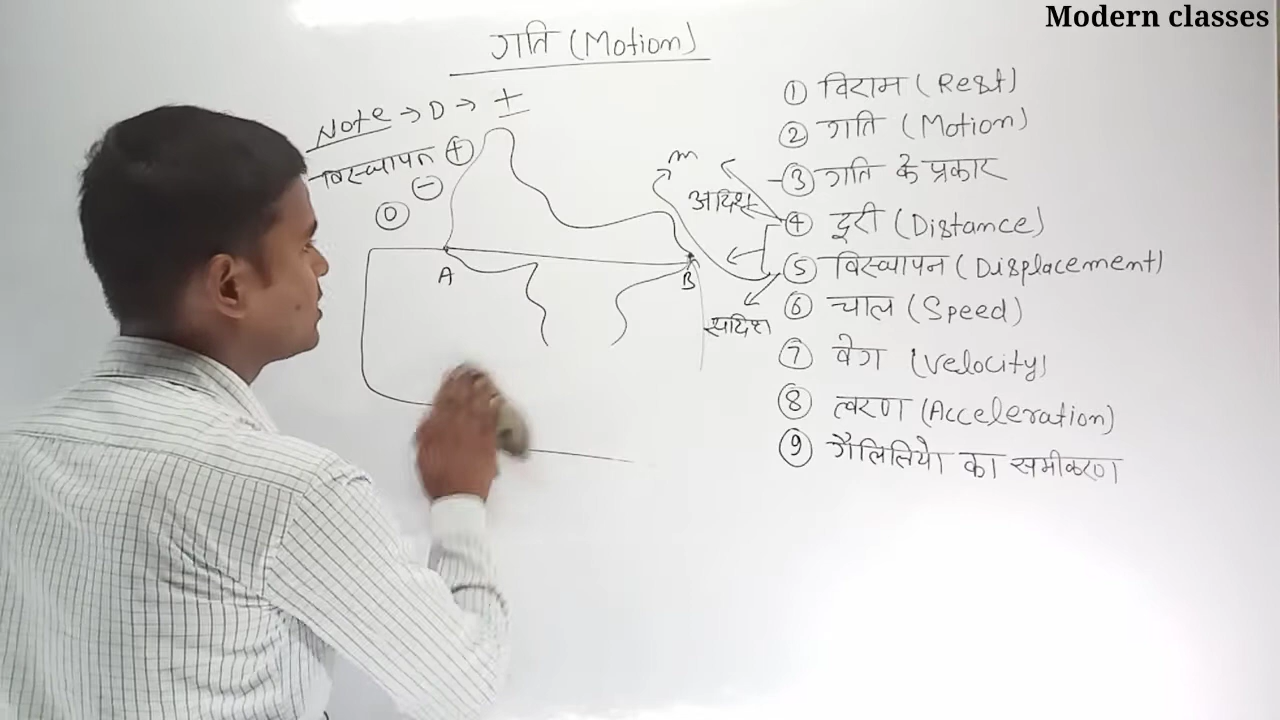 Modern classes
गति (Motion)
Note → D → +
विस्थापन +
-
0
A
B
m
अदिश
सदिश
① विराम (Rest)
② गति (Motion)
③ गति के प्रकार
④ दूरी (Distance)
⑤ विस्थापन (Displacement)
⑥ चाल (Speed)
⑦ वेग (Velocity)
⑧ त्वरण (Acceleration)
⑨ गैलिलियो का समीकरण